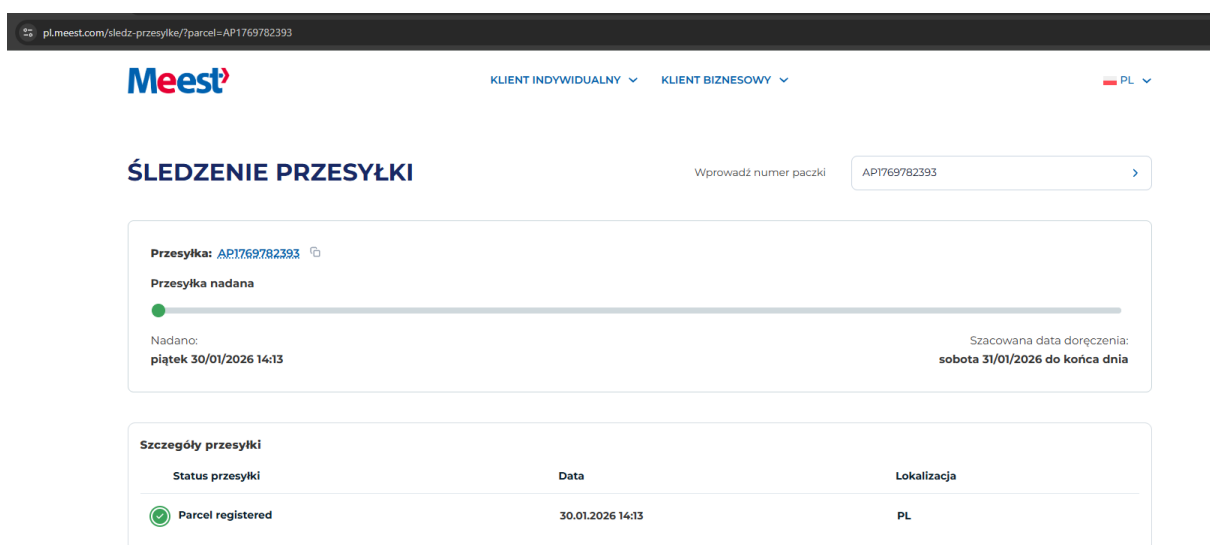 pl.meest.com/sledz-przesylke/?parcel=AP1769782393
Meest
KLIENT INDYWIDUALNY KLIENT BIZNESOWY PL
ŚLEDZENIE PRZESYŁKI
Wprowadź numer paczki AP1769782393
Przesyłka: AP1769782393
Przesyłka nadana
Nadano: Szacowana data doręczenia:
piątek 30/01/2026 14:13 sobota 31/01/2026 do końca dnia
Szczegóły przesyłki
Status przesyłki Data Lokalizacja
Parcel registered 30.01.2026 14:13 PL